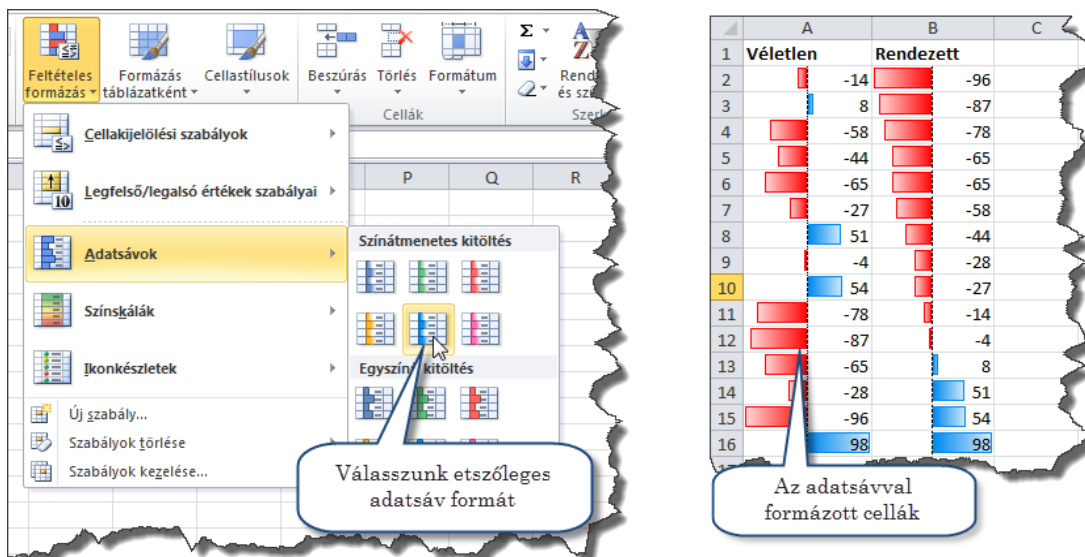 Σ
A
Z
Feltételes formázás
Formázás táblázatként
Cellastílusok
Beszúrás
Törlés
Formátum
és
Cellák
Cellakijelölési szabályok
Legfelső/legalsó értékek szabályai
10
Adatsávok
Színskálák
Ikonkészletek
Új szabály...
Szabályok törlése
Szabályok kezelése...
P Q R
Színátmenetes kitöltés
kitöltés
Válasszunk etszőleges
adatsáv formát
A B C
1 Véletlen Rendezett
2 -14 -96
3 8 -87
4 -58 -78
5 -44 -65
6 -65 -65
7 -27 -58
8 51 -44
9 -4 -28
10 54 -27
11 -78 -14
12 -87 -4
13 -65 8
14 -28 51
15 -96 54
16 98 98
Az adatsávval
formázott cellák